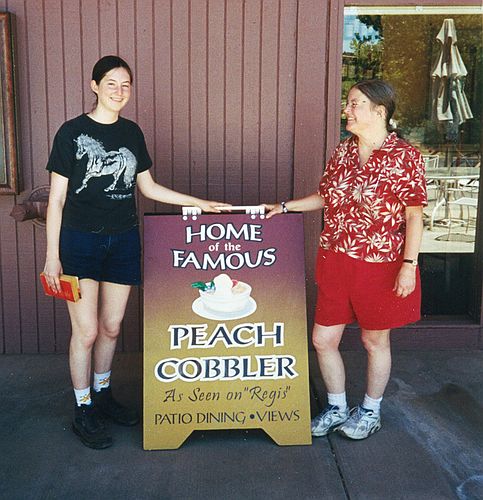 HOME
of the
FAMOUS
PEACH
COBBLER
As Seen on "Regis"
PATIO DINING • VIEWS